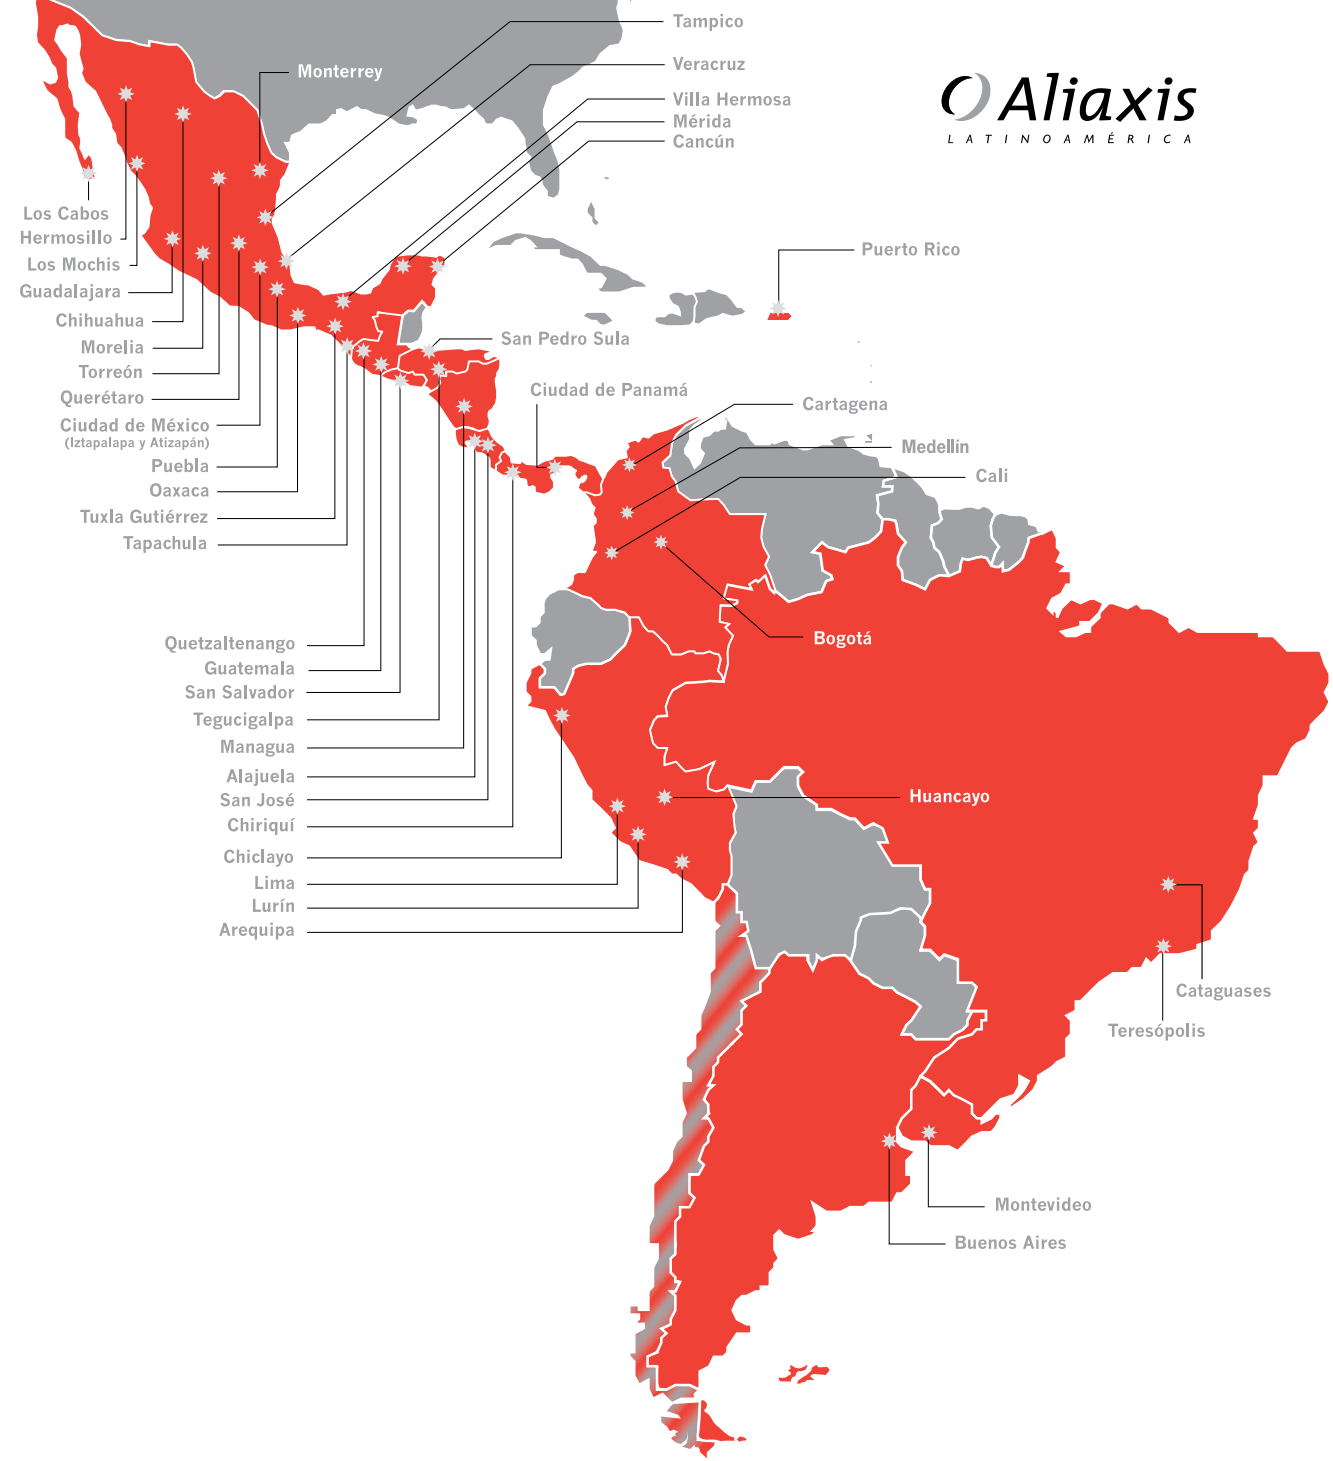 Tampico
Veracruz
Monterrey
Villa Hermosa
Mérida
Cancún
Aliaxis
LATINOAMÉRICA
Los Cabos
Hermosillo
Los Mochis
Guadalajara
Chihuahua
Morelia
Torreón
Querétaro
Ciudad de México
(Iztapalapa y Atizapán)
Puebla
Oaxaca
Tuxla Gutiérrez
Tapachula
Puerto Rico
San Pedro Sula
Ciudad de Panamá
Cartagena
Medellín
Cali
Bogotá
Quetzaltenango
Guatemala
San Salvador
Tegucigalpa
Managua
Alajuela
San José
Chiriquí
Chiclayo
Lima
Lurín
Arequipa
Huancayo
Cataguases
Teresópolis
Montevideo
Buenos Aires